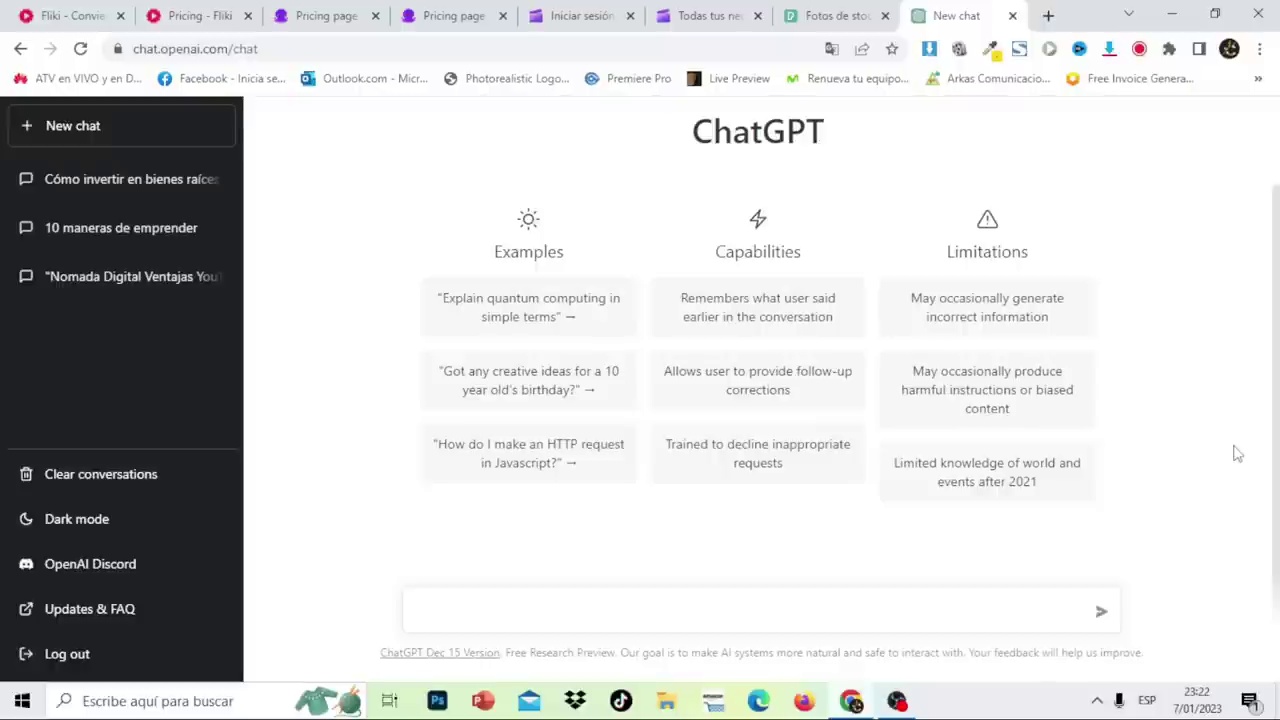 Fliki - Convie
Pricing - Fliki
Pricing page
Pricing page
Iniciar sesión
Todas tus ne
Fotos de stoc
New chat
chat.openai.com/chat
ATV en VIVO y en D...
Facebook - Inicia se...
Outlook.com - Micr...
Photorealistic Logo...
Premiere Pro
Live Preview
Renueva tu equipo...
Arkas Comunicacio...
Free Invoice Genera...
»
+ New chat
Cómo invertir en bienes raíces
10 maneras de emprender
"Nomada Digital Ventajas You
Clear conversations
Dark mode
OpenAI Discord
Updates & FAQ
Log out
ChatGPT
Examples
"Explain quantum computing in
simple terms" →
"Got any creative ideas for a 10
year old's birthday?" →
"How do I make an HTTP request
in Javascript?" →
Capabilities
Remembers what user said
earlier in the conversation
Allows user to provide follow-up
corrections
Trained to decline inappropriate
requests
Limitations
May occasionally generate
incorrect information
May occasionally produce
harmful instructions or biased
content
Limited knowledge of world and
events after 2021
ChatGPT Dec 15 Version. Free Research Preview. Our goal is to make AI systems more natural and safe to interact with. Your feedback will help us improve.
Escribe aquí para buscar
Ps
ESP
23:22
7/01/2023